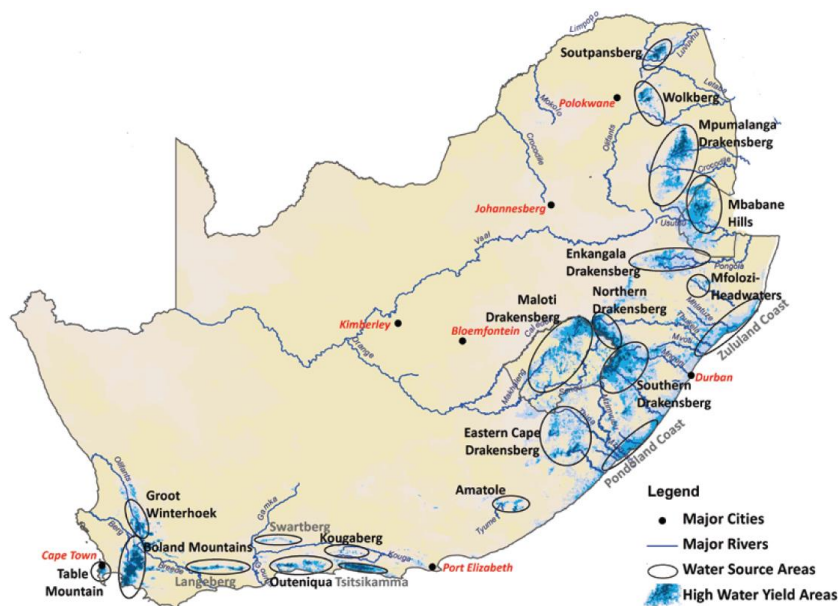 Limpopo
Soutpansberg
Luvuvhu
Letaba
Wolkberg
Mokolo
Polokwane
Olifants
Mpumalanga
Drakensberg
Crocodile
Crocodile
Johannesberg
Mbabane
Hills
Usutu
Vaal
Enkangala
Drakensberg
Pongola
Mfolozi-
Headwaters
Northern
Drakensberg
Maloti
Drakensberg
Mhlatuze
Zululand Coast
Kimberley
Bloemfontein
Orange
Durban
Southern
Drakensberg
Eastern Cape
Drakensberg
Pondoland Coast
Amatole
Tyume
Olifants
Groot
Winterhoek
Berg
Gamka
Swartberg
Kougaberg
Kouga
Boland Mountains
Cape Town
Table
Mountain
Breede
Langeberg
Outeniqua
Tsitsikamma
Port Elizabeth
Legend
Major Cities
Major Rivers
Water Source Areas
High Water Yield Areas